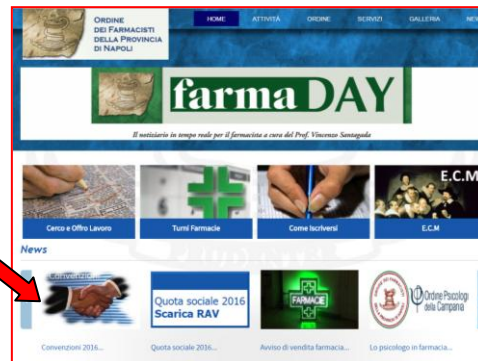 ORDINE
DEI FARMACISTI
DELLA PROVINCIA
DI NAPOLI
HOME ATTIVITÀ ORDINE SERVIZI GALLERIA NEW
farmaDAY
Il notiziario in tempo reale per il farmacista a cura del Prof. Vincenzo Santagada
Cerco e Offro Lavoro
Turni Farmacie
Come Iscriversi
E.C.M
E.C.M
News
Convenzioni
Quota sociale 2016
Scarica RAV
FARMACIE
Ordine Psicologi
della Campania
Convenzioni 2016...
Quota sociale 2016...
Avviso di vendita farmacia...
Lo psicologo in farmacia...